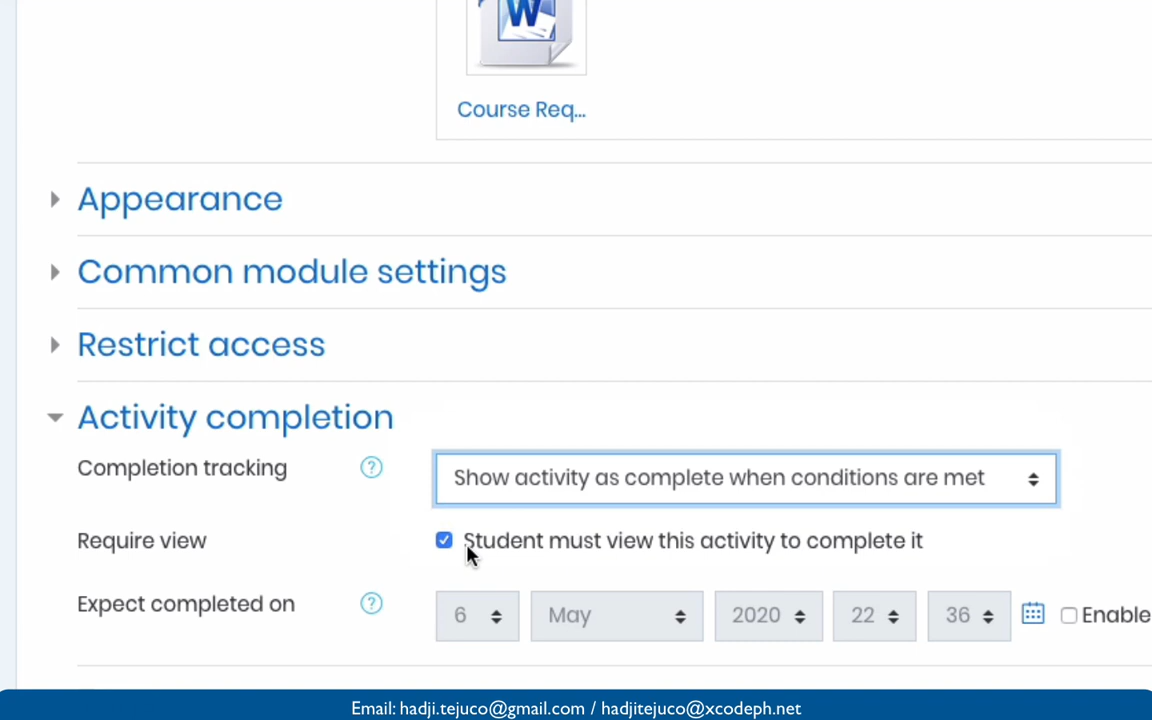 W
Course Req...
Appearance
Common module settings
Restrict access
Activity completion
Completion tracking ? Show activity as complete when conditions are met
Require view Student must view this activity to complete it
Expect completed on ? 6 May 2020 22 36 Enable
Email: hadji.tejuco@gmail.com / hadjitejuco@xcodeph.net